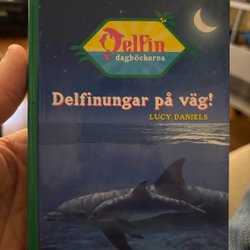 Delfin
dagböckerna
Delfinungar på väg!
LUCY DANIELS